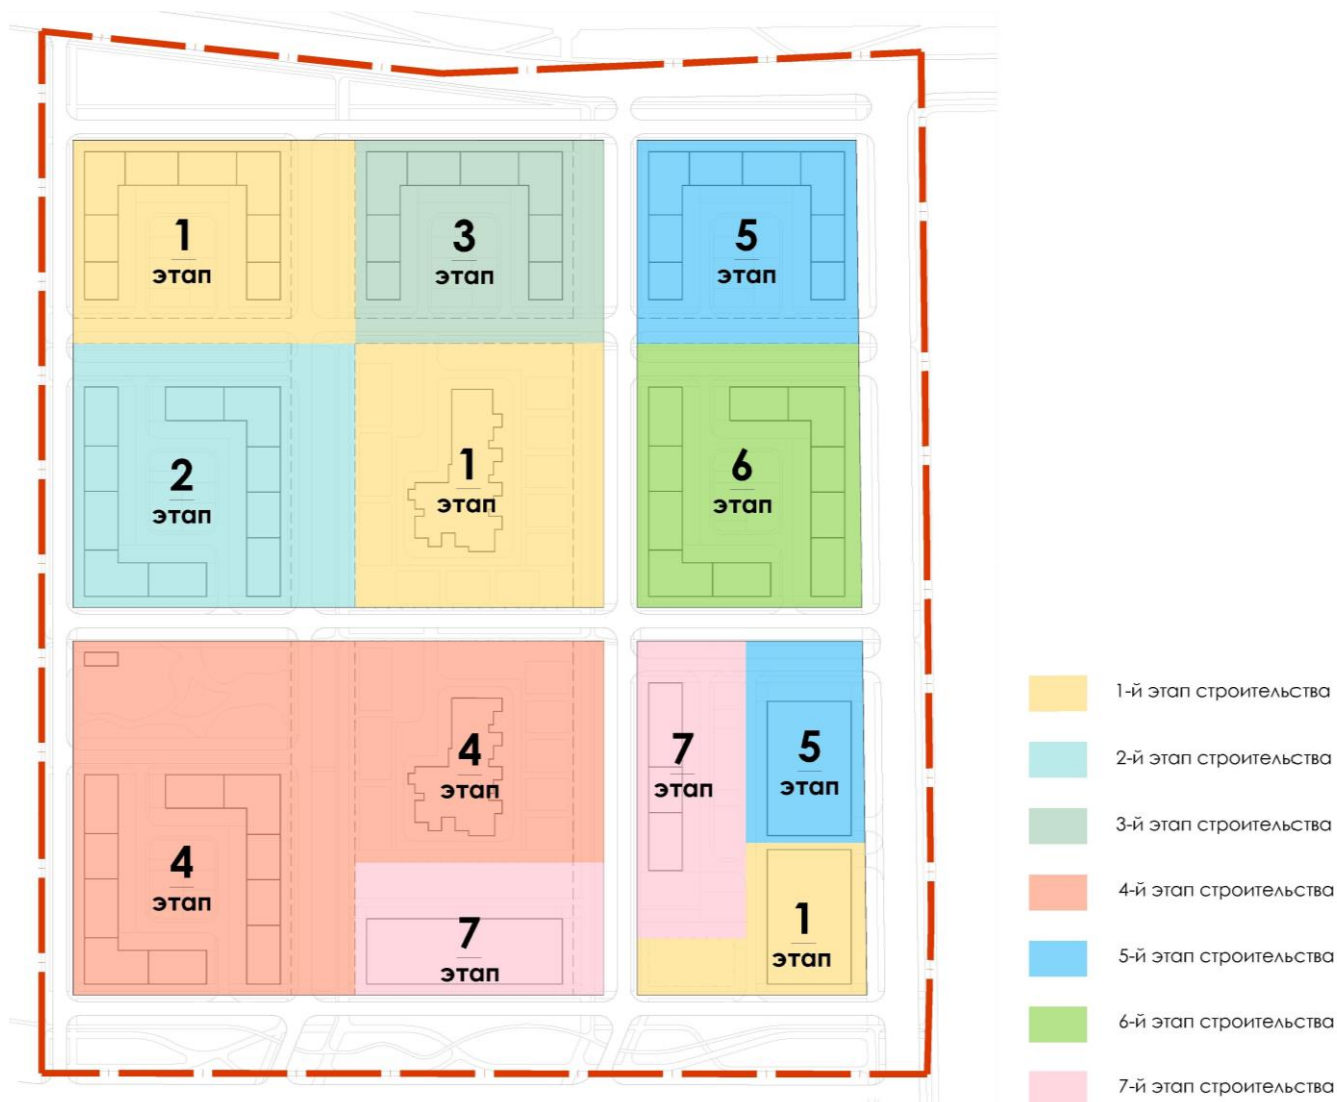 1
этап
3
этап
5
этап
2
этап
1
этап
6
этап
4
этап
7
этап
5
этап
4
этап
7
этап
1
этап
1-й этап строительства
2-й этап строительства
3-й этап строительства
4-й этап строительства
5-й этап строительства
6-й этап строительства
7-й этап строительства